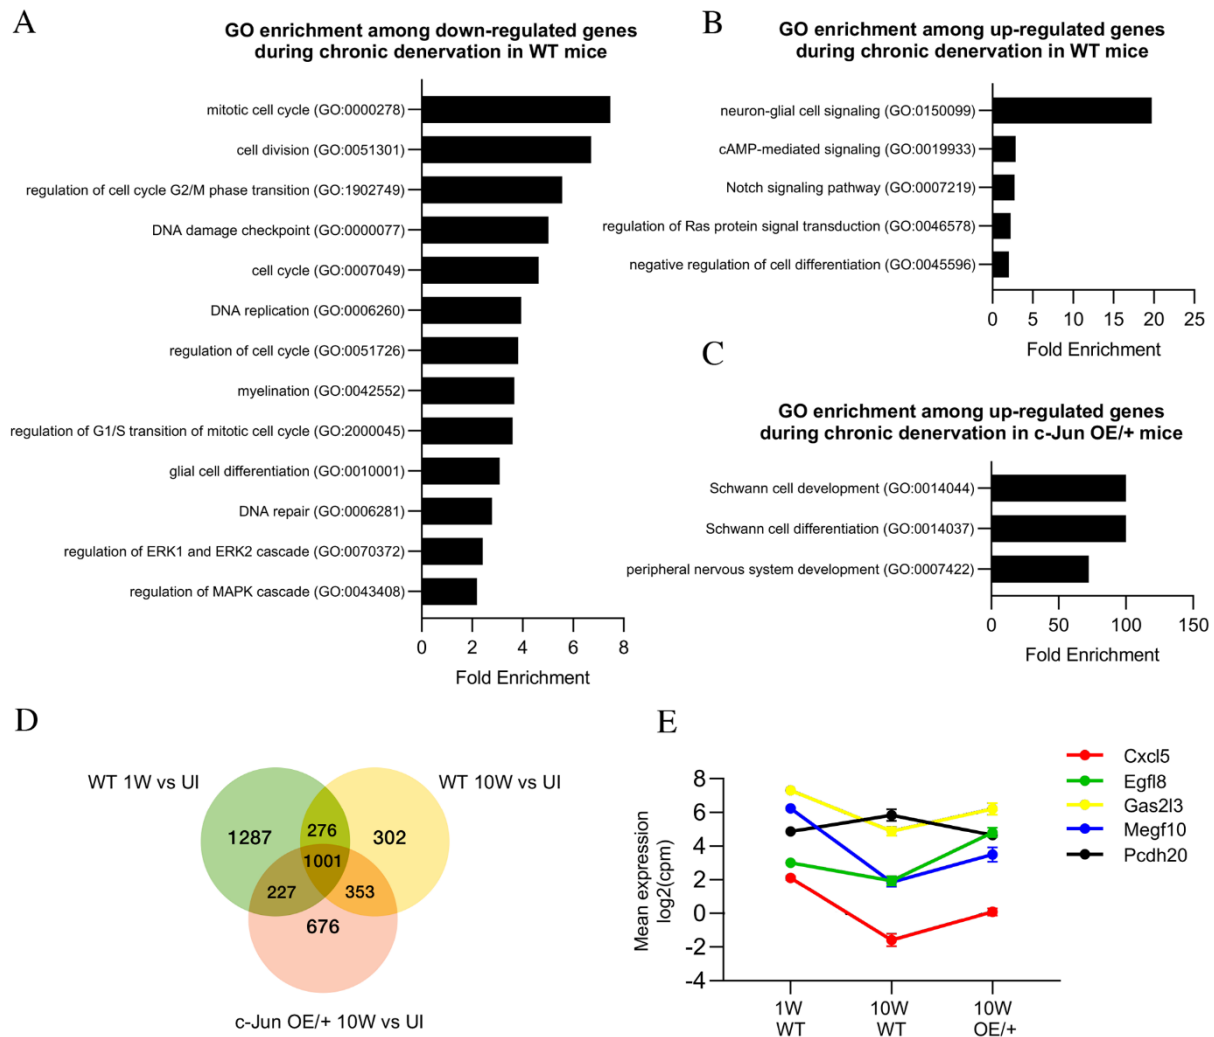 A
GO enrichment among down-regulated genes
during chronic denervation in WT mice
mitotic cell cycle (GO:0000278)
cell division (GO:0051301)
regulation of cell cycle G2/M phase transition (GO:1902749)
DNA damage checkpoint (GO:0000077)
cell cycle (GO:0007049)
DNA replication (GO:0006260)
regulation of cell cycle (GO:0051726)
myelination (GO:0042552)
regulation of G1/S transition of mitotic cell cycle (GO:2000045)
glial cell differentiation (GO:0010001)
DNA repair (GO:0006281)
regulation of ERK1 and ERK2 cascade (GO:0070372)
regulation of MAPK cascade (GO:0043408)
0 2 4 6 8
Fold Enrichment
B
GO enrichment among up-regulated genes
during chronic denervation in WT mice
neuron-glial cell signaling (GO:0150099)
cAMP-mediated signaling (GO:0019933)
Notch signaling pathway (GO:0007219)
regulation of Ras protein signal transduction (GO:0046578)
negative regulation of cell differentiation (GO:0045596)
0 5 10 15 20 25
Fold Enrichment
C
GO enrichment among up-regulated genes
during chronic denervation in c-Jun OE/+ mice
Schwann cell development (GO:0014044)
Schwann cell differentiation (GO:0014037)
peripheral nervous system development (GO:0007422)
0 50 100 150
Fold Enrichment
D
WT 1W vs UI
WT 10W vs UI
1287
276
302
1001
227
353
676
c-Jun OE/+ 10W vs UI
E
Mean expression
log2(cpm)
8
6
4
2
0
-2
-4
1W
WT
10W
WT
10W
OE/+
Cxcl5
Egfl8
Gas2l3
Megf10
Pcdh20